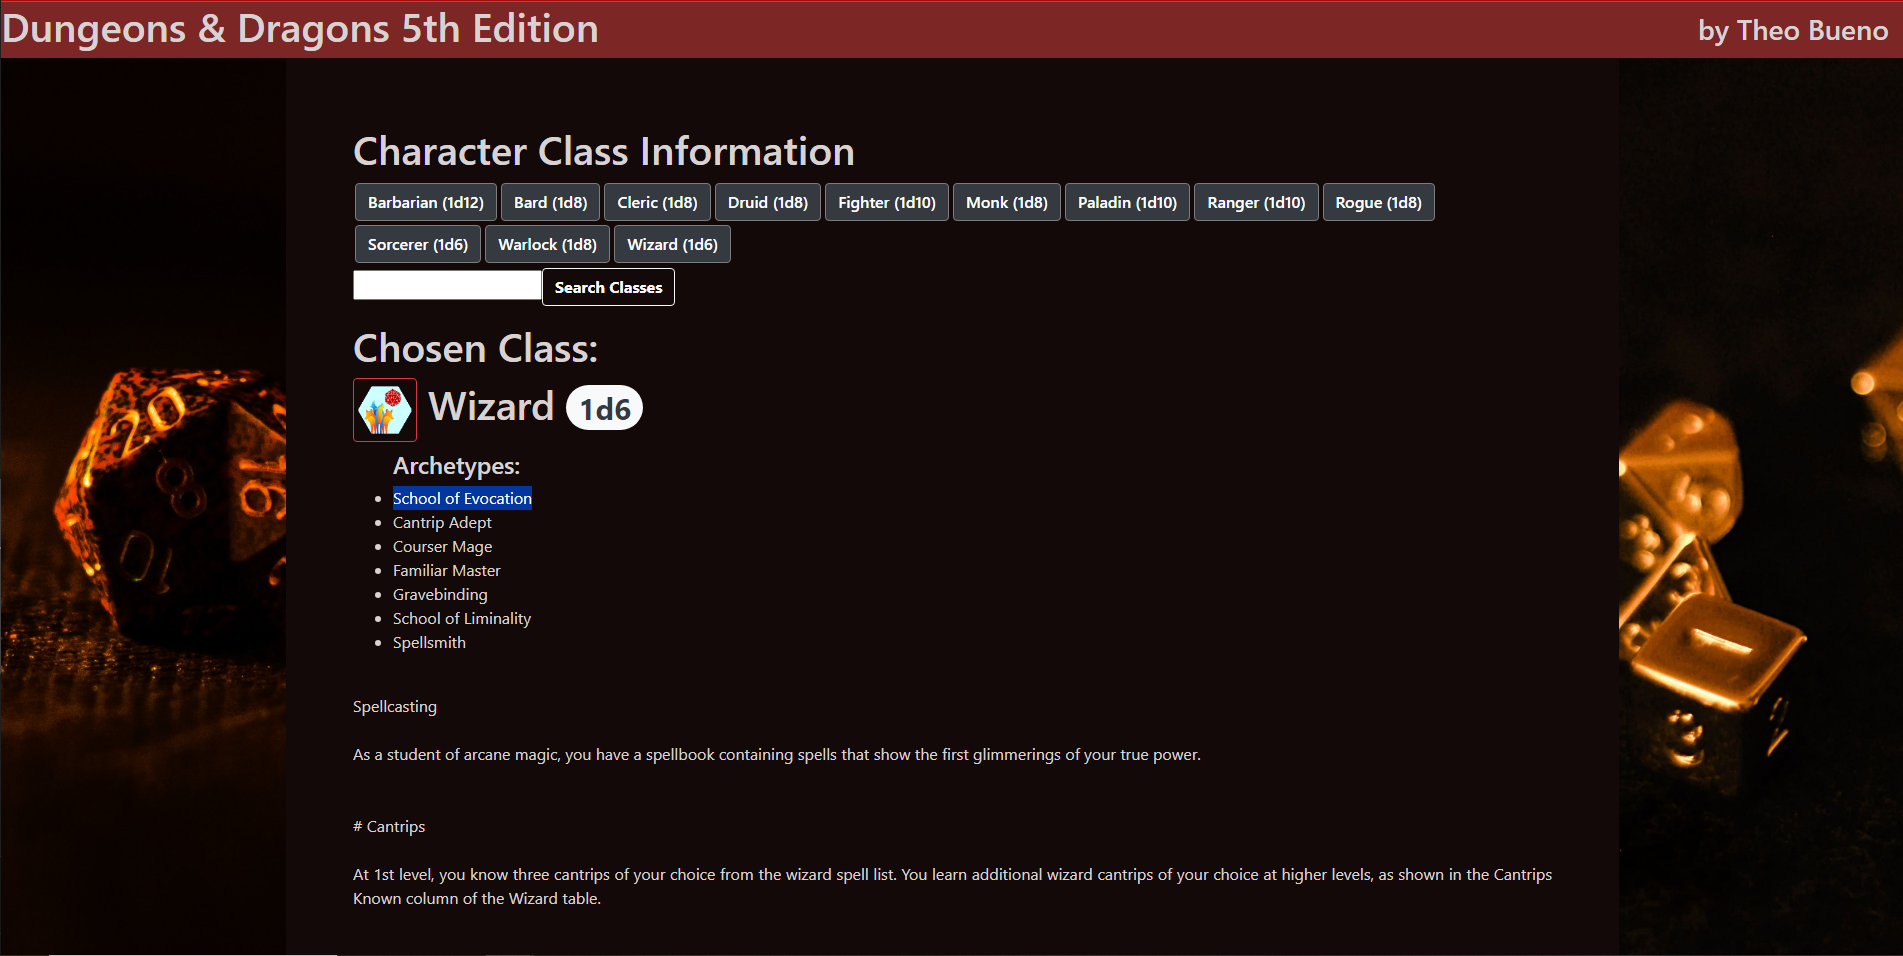 Dungeons & Dragons 5th Edition
by Theo Bueno
Character Class Information
Barbarian (1d12) Bard (1d8) Cleric (1d8) Druid (1d8) Fighter (1d10) Monk (1d8) Paladin (1d10) Ranger (1d10) Rogue (1d8)
Sorcerer (1d6) Warlock (1d8) Wizard (1d6)
Search Classes
Chosen Class:
Wizard 1d6
Archetypes:
School of Evocation
Cantrip Adept
Courser Mage
Familiar Master
Gravebinding
School of Liminality
Spellsmith
Spellcasting
As a student of arcane magic, you have a spellbook containing spells that show the first glimmerings of your true power.
# Cantrips
At 1st level, you know three cantrips of your choice from the wizard spell list. You learn additional wizard cantrips of your choice at higher levels, as shown in the Cantrips
Known column of the Wizard table.
20
8
10